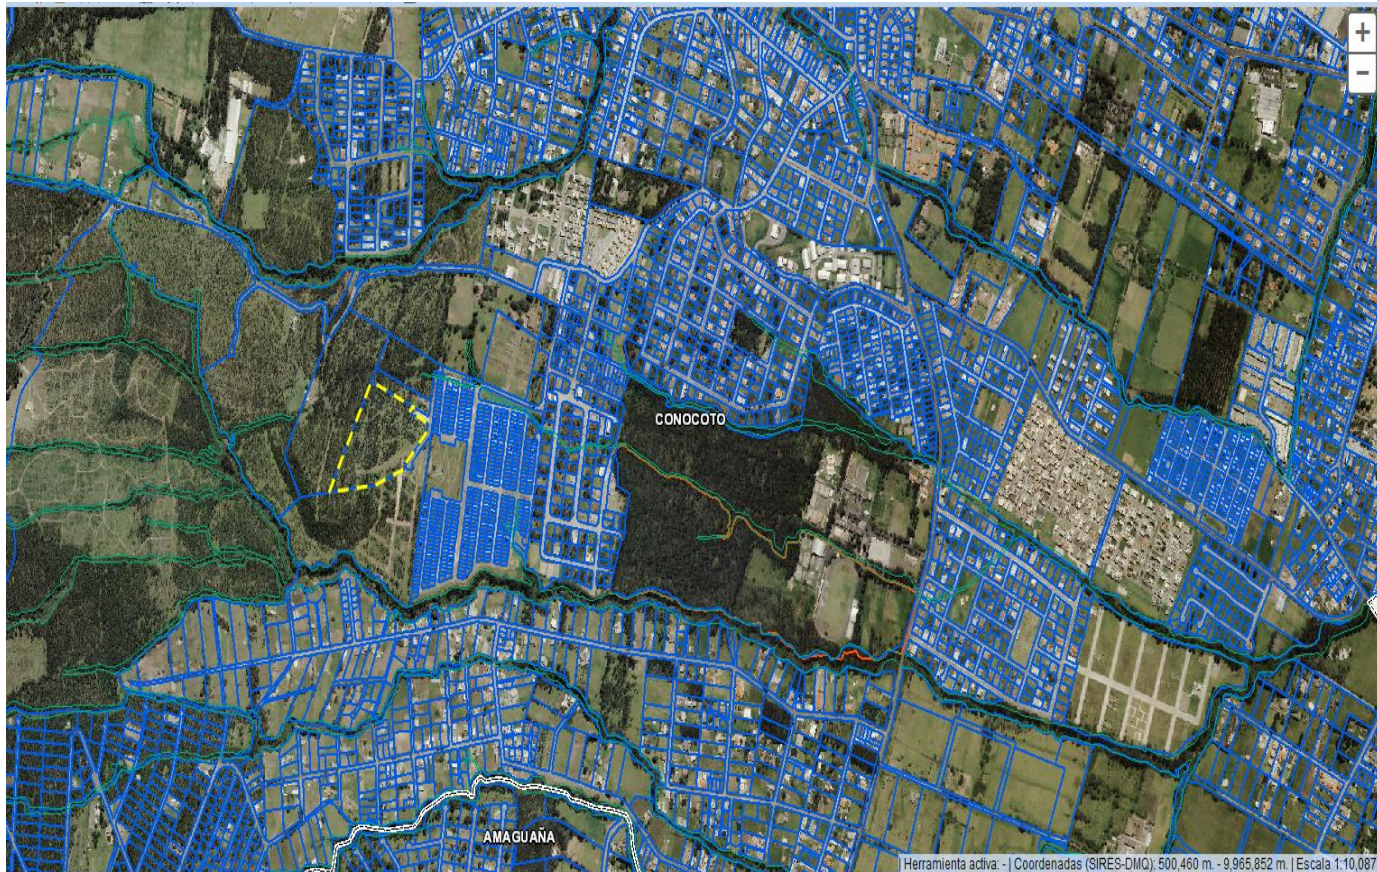 +
−
CONOCOTO
AMAGUAÑA
Herramienta activa: - | Coordenadas (SIRES-DMQ): 500,460 m. - 9,965,852 m. | Escala 1:10,087